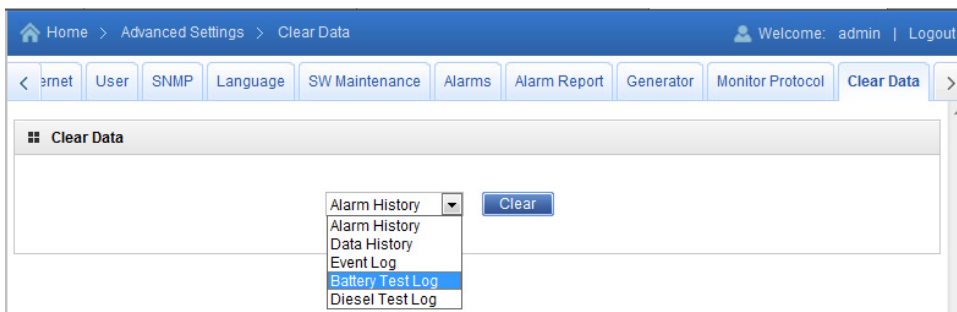 Home > Advanced Settings > Clear Data Welcome: admin | Logout
< ernet User SNMP Language SW Maintenance Alarms Alarm Report Generator Monitor Protocol Clear Data >
Clear Data
Alarm History Clear
Alarm History
Data History
Event Log
Battery Test Log
Diesel Test Log